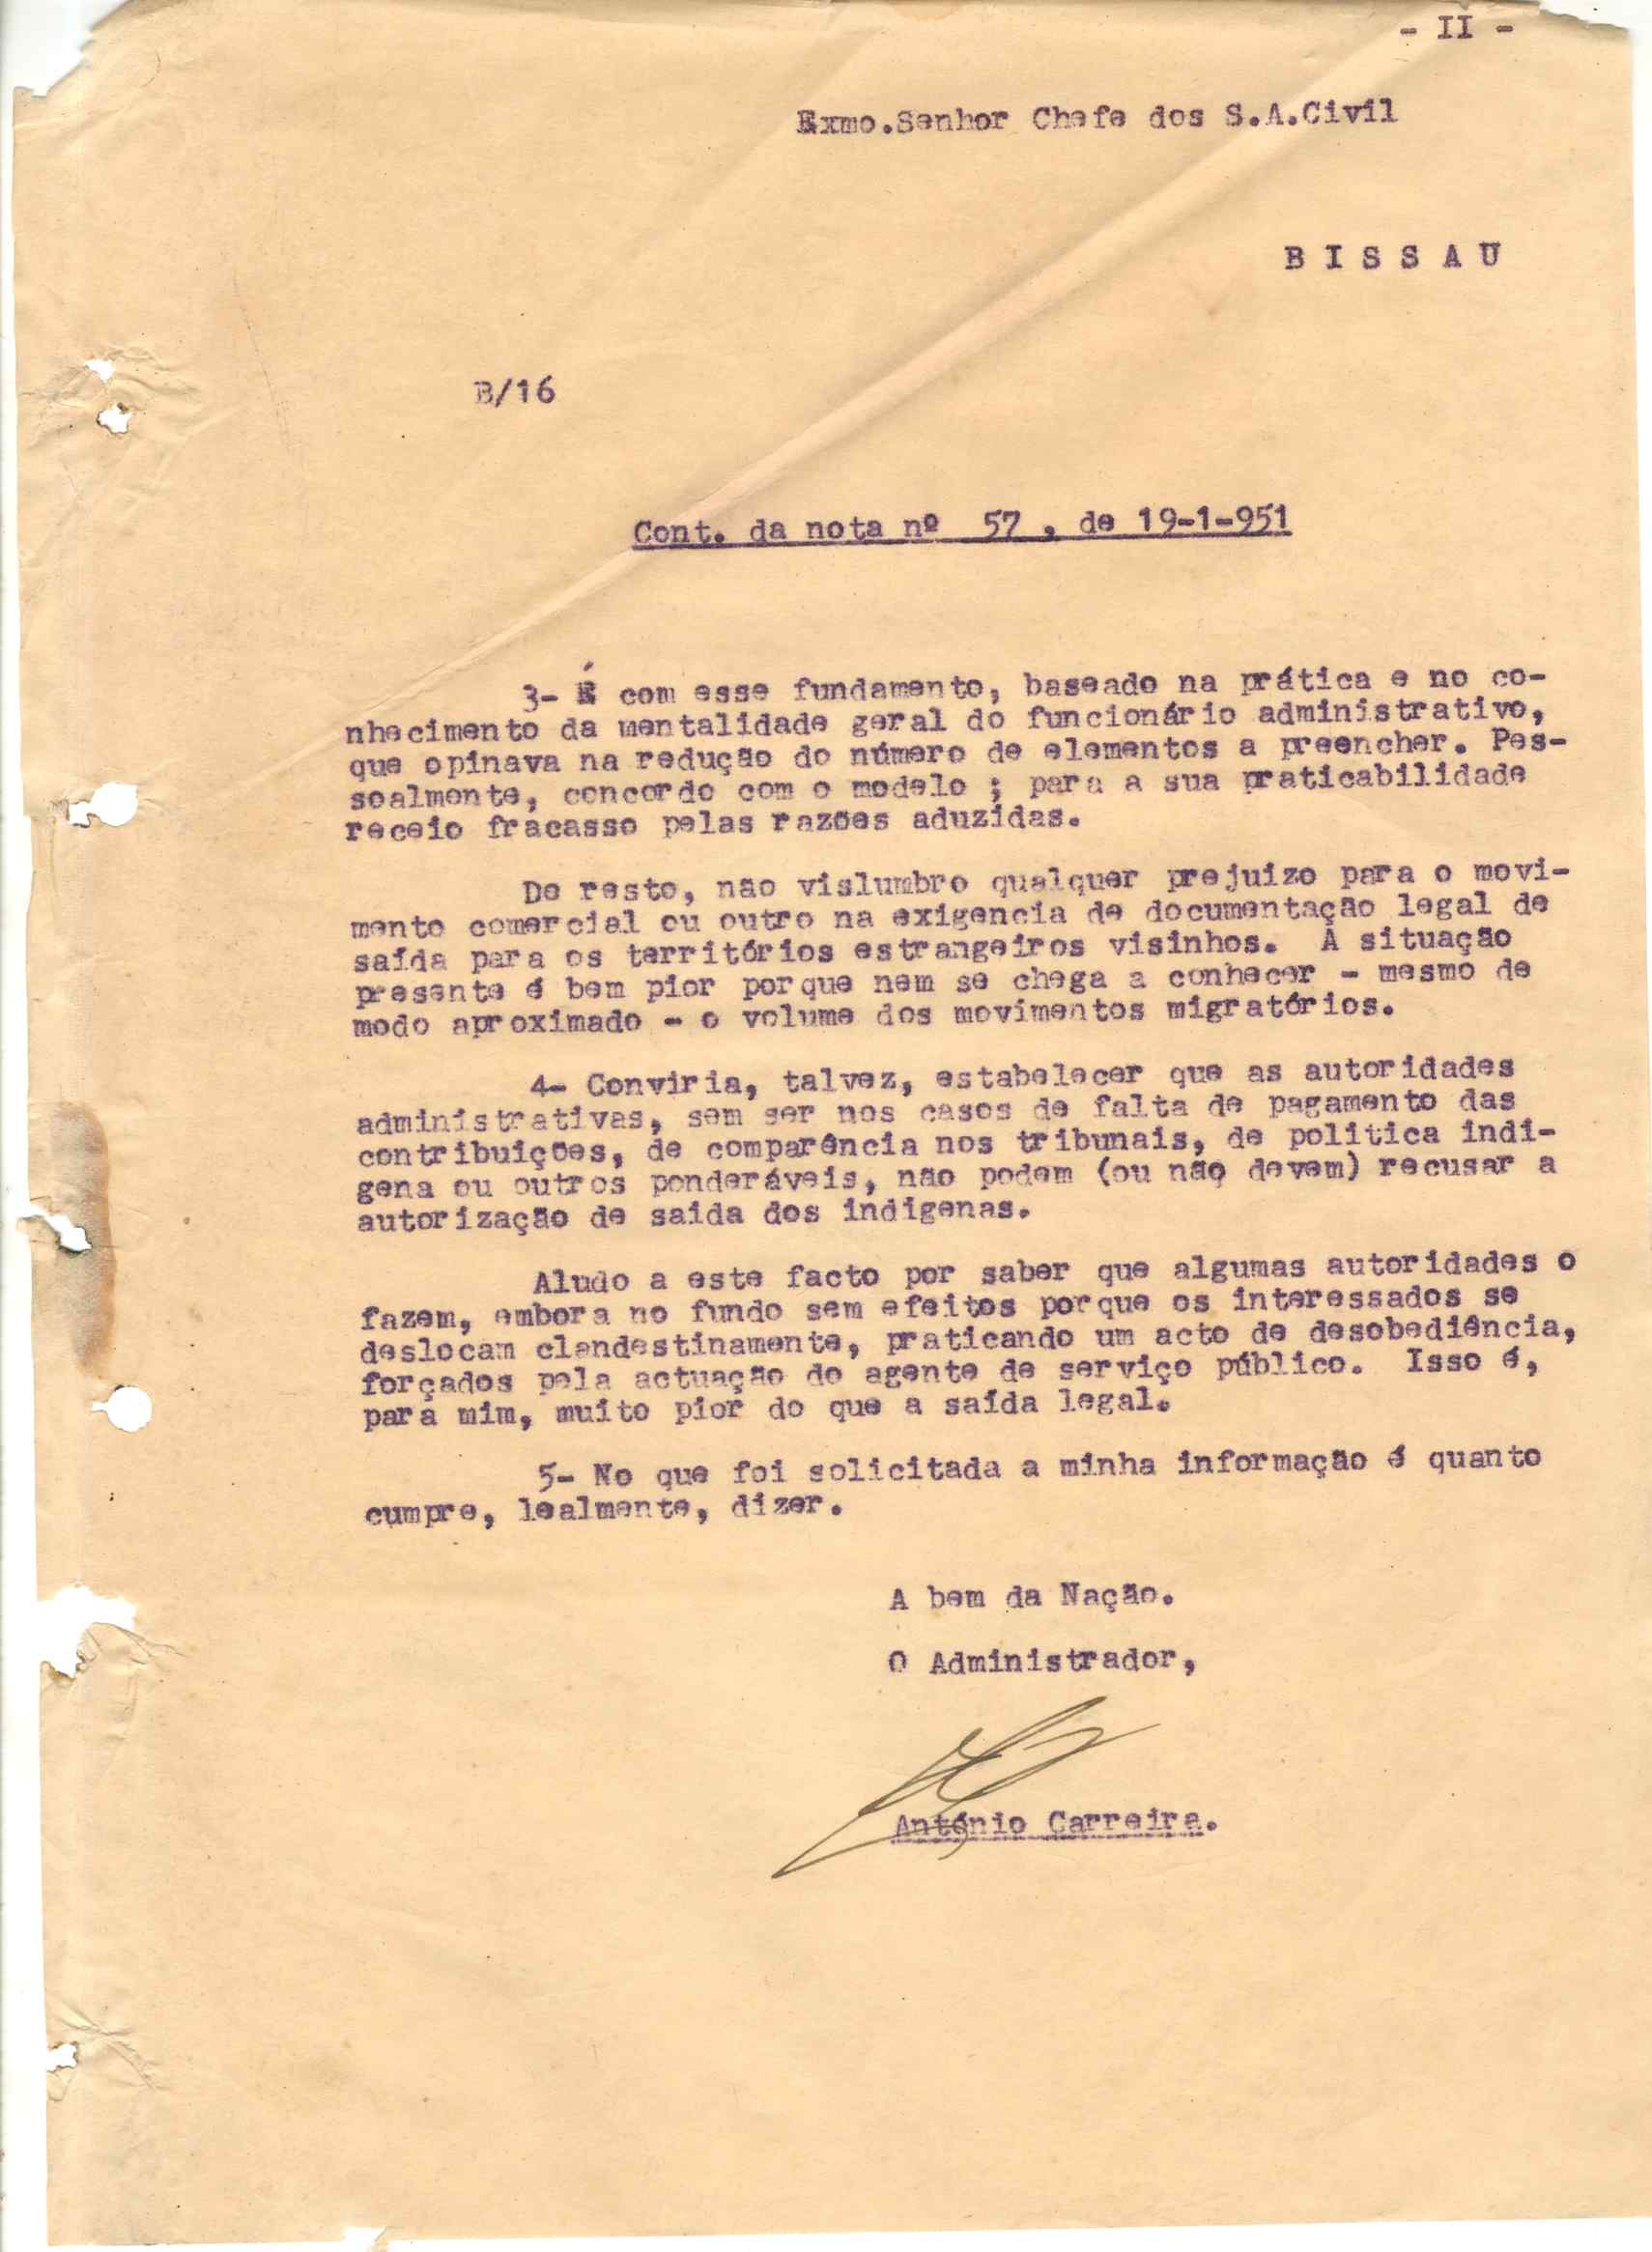 - II -
Exmo.Senhor Chefe dos S.A.Civil
B I S S A U
B/16
Cont. da nota nº 57 , de 19-1-951
3- É com esse fundamento, baseado na prática e no co-
nhecimento da mentalidade geral do funcionário administrativo,
que opinava na redução do número de elementos a preencher. Pes-
soalmente, concordo com o modelo ; para a sua praticabilidade
receio fracasso pelas razões aduzidas.
Do resto, não vislumbro qualquer prejuizo para o movi-
mento comercial ou outro na exigencia de documentação legal de
saída para os territórios estrangeiros visinhos. A situação
presente é bem pior porque nem se chega a conhecer - mesmo de
modo aproximado - o volume dos movimentos migratórios.
4- Conviria, talvez, estabelecer que as autoridades
administrativas, sem ser nos casos de falta de pagamento das
contribuições, de comparência nos tribunais, de politica indi-
gena ou outros ponderáveis, não podem (ou não devem) recusar a
autorização de saida dos indigenas.
Aludo a este facto por saber que algumas autoridades o
fazem, embora no fundo sem efeitos porque os interessados se
deslocam clandestinamente, praticando um acto de desobediência,
forçados pela actuação do agente de serviço público. Isso é,
para mim, muito pior do que a saída legal.
5- No que foi solicitada a minha informação é quanto
cumpre, lealmente, dizer.
A bem da Nação.
O Administrador,
António Carreira.